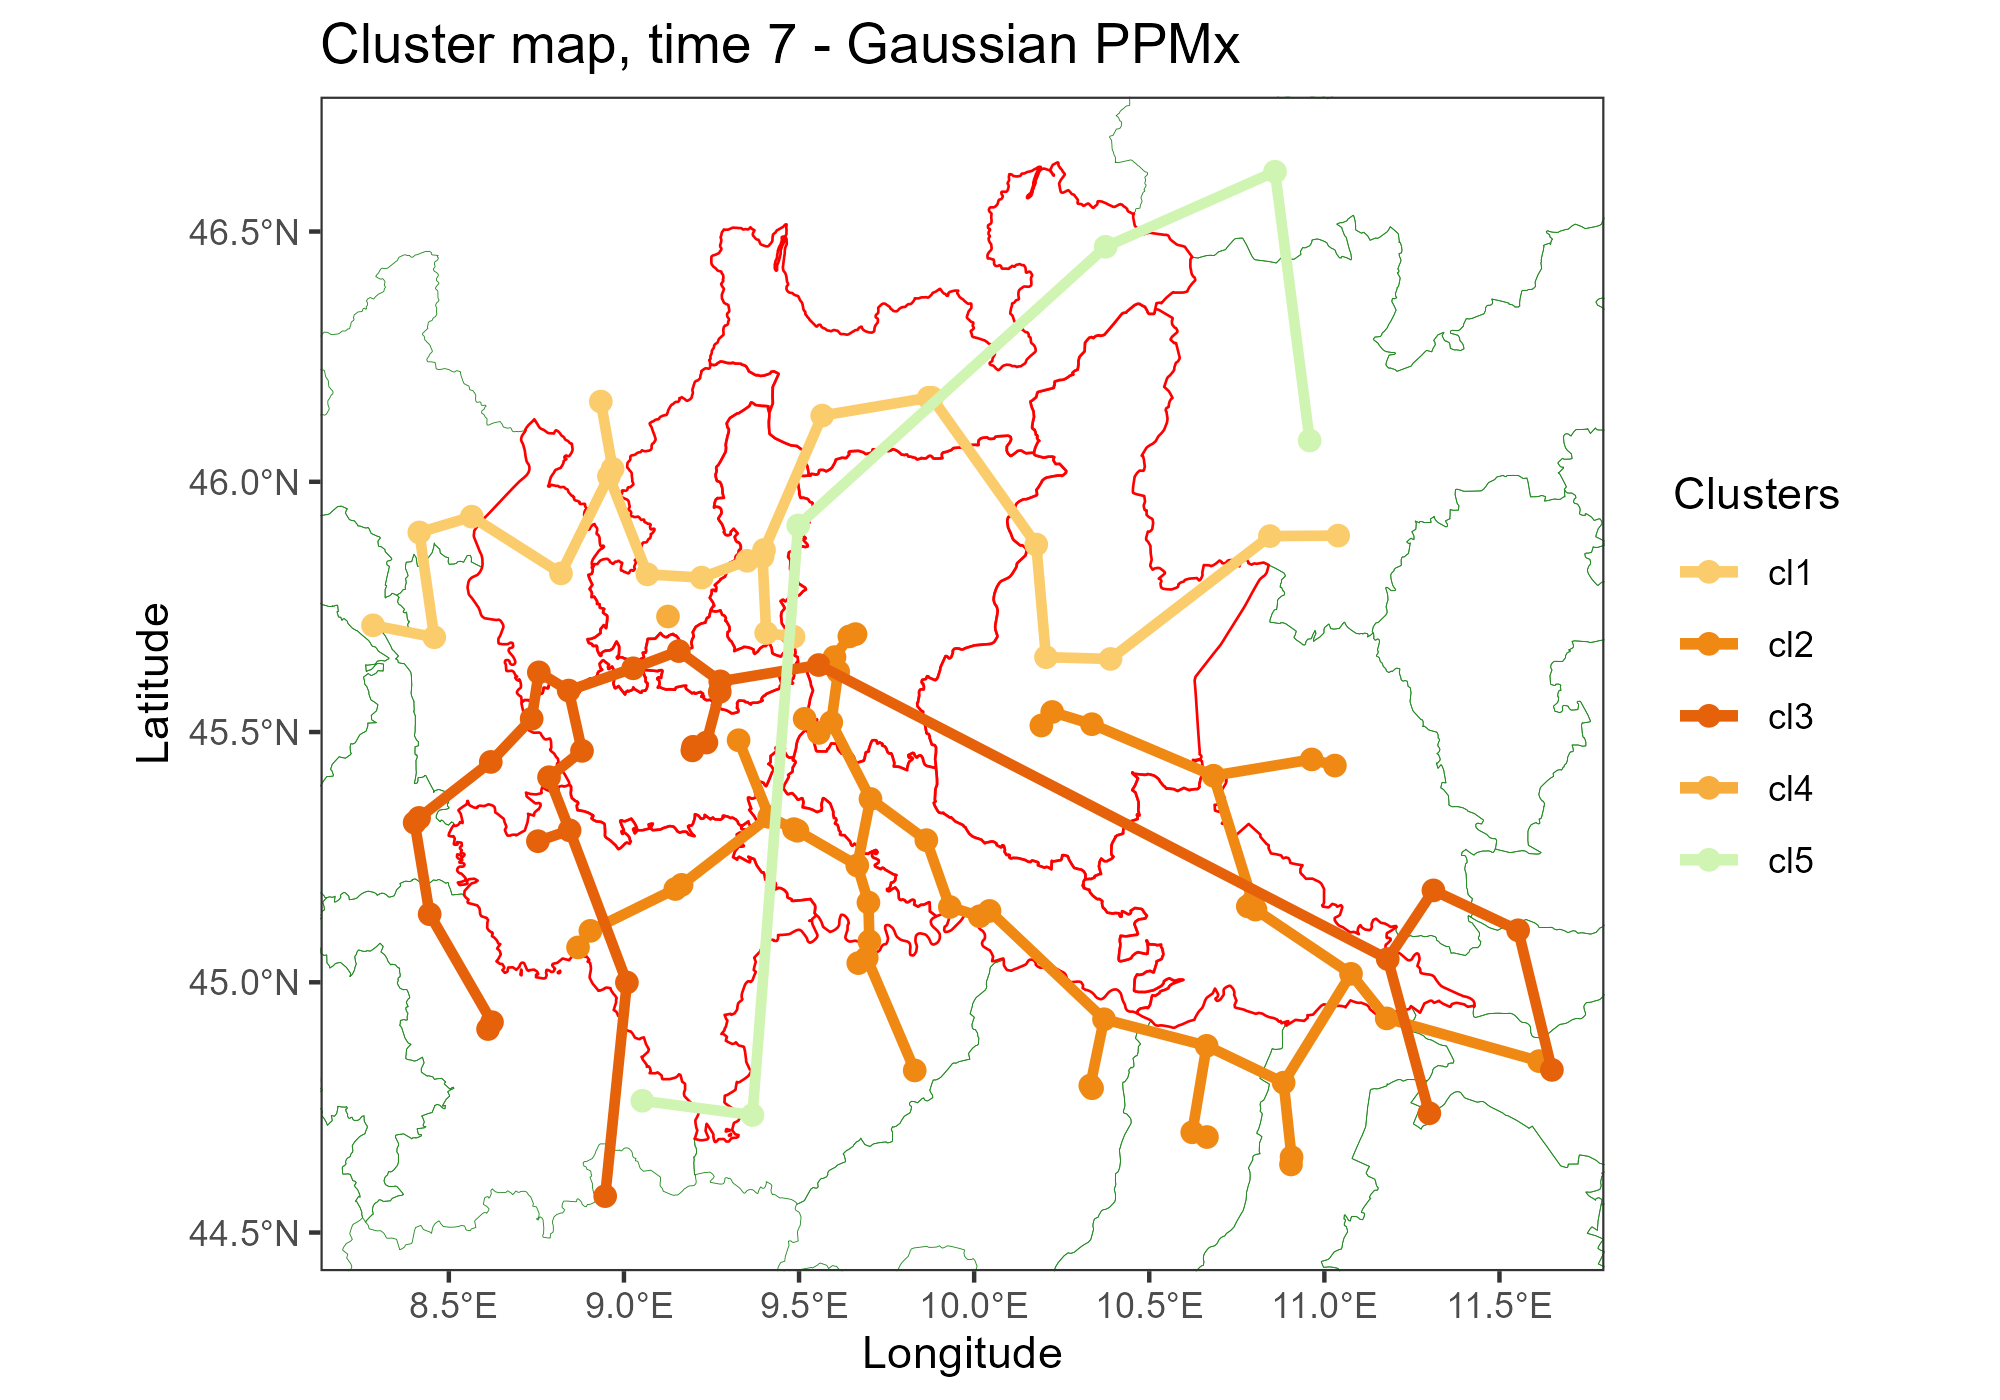 Cluster map, time 7 - Gaussian PPMx
46.5°N
46.0°N
45.5°N
45.0°N
44.5°N
Latitude
8.5°E 9.0°E 9.5°E 10.0°E 10.5°E 11.0°E 11.5°E
Longitude
Clusters
cl1
cl2
cl3
cl4
cl5